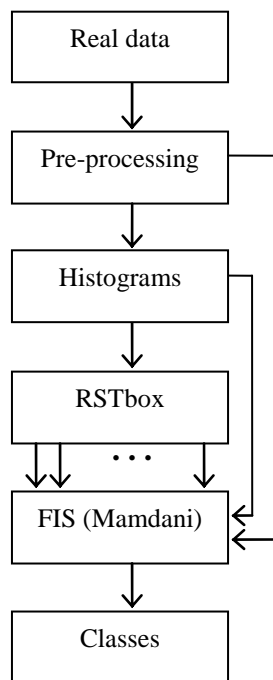 Real data
Pre-processing
Histograms
RSTbox
...
FIS (Mamdani)
Classes